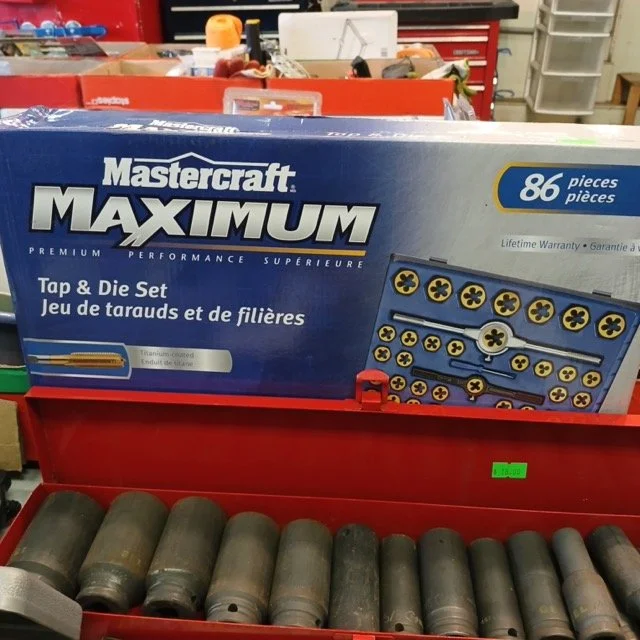 Mastercraft
MAXIMUM
PREMIUM PERFORMANCE SUPÉRIEURE
Tap & Die Set
Jeu de tarauds et de filières
Titanium-coated
Enduit de titane
86 pieces
pièces
Lifetime Warranty • Garantie à v